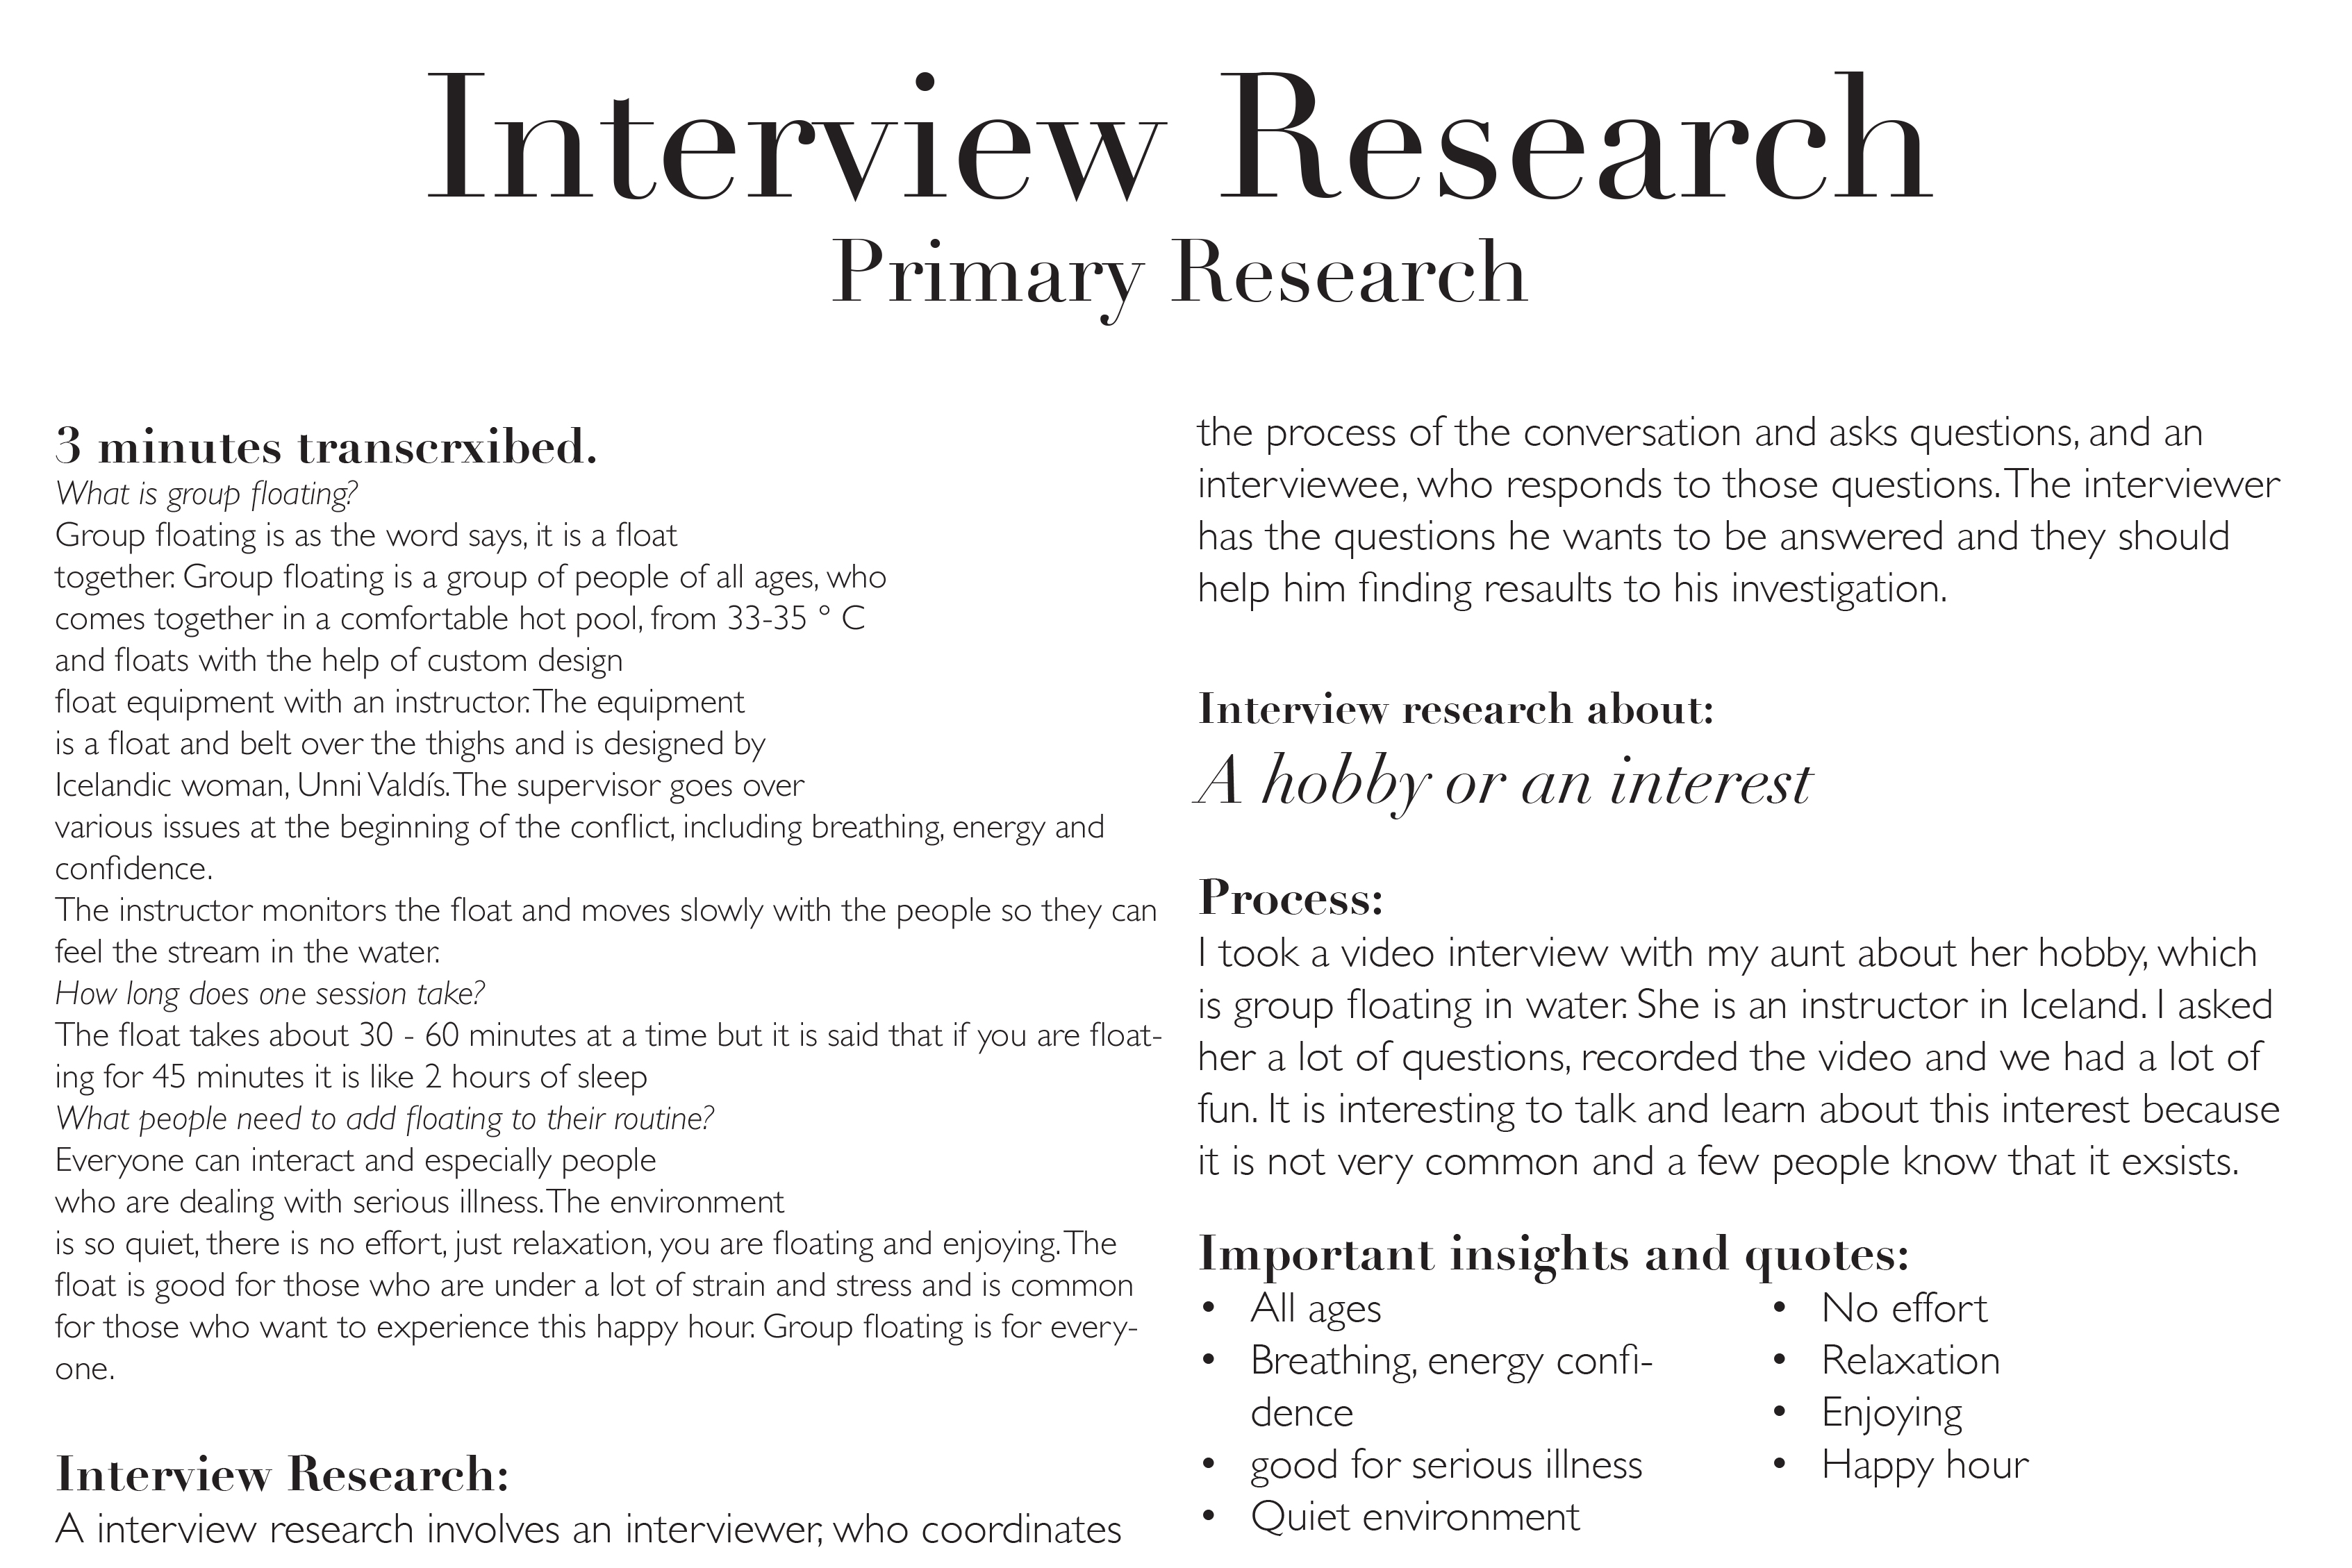 Interview Research
Primary Research
3 minutes transcrxibed.
What is group floating?
Group floating is as the word says, it is a float
together. Group floating is a group of people of all ages, who
comes together in a comfortable hot pool, from 33-35 ° C
and floats with the help of custom design
float equipment with an instructor. The equipment
is a float and belt over the thighs and is designed by
Icelandic woman, Unni Valdís. The supervisor goes over
various issues at the beginning of the conflict, including breathing, energy and
confidence.
The instructor monitors the float and moves slowly with the people so they can
feel the stream in the water.
How long does one session take?
The float takes about 30 - 60 minutes at a time but it is said that if you are float-
ing for 45 minutes it is like 2 hours of sleep
What people need to add floating to their routine?
Everyone can interact and especially people
who are dealing with serious illness. The environment
is so quiet, there is no effort, just relaxation, you are floating and enjoying. The
float is good for those who are under a lot of strain and stress and is common
for those who want to experience this happy hour. Group floating is for every-
one.
Interview Research:
A interview research involves an interviewer, who coordinates
the process of the conversation and asks questions, and an
interviewee, who responds to those questions. The interviewer
has the questions he wants to be answered and they should
help him finding resaults to his investigation.
Interview research about:
A hobby or an interest
Process:
I took a video interview with my aunt about her hobby, which
is group floating in water. She is an instructor in Iceland. I asked
her a lot of questions, recorded the video and we had a lot of
fun. It is interesting to talk and learn about this interest because
it is not very common and a few people know that it exsists.
Important insights and quotes:
• All ages
• Breathing, energy confi-
dence
• good for serious illness
• Quiet environment
• No effort
• Relaxation
• Enjoying
• Happy hour